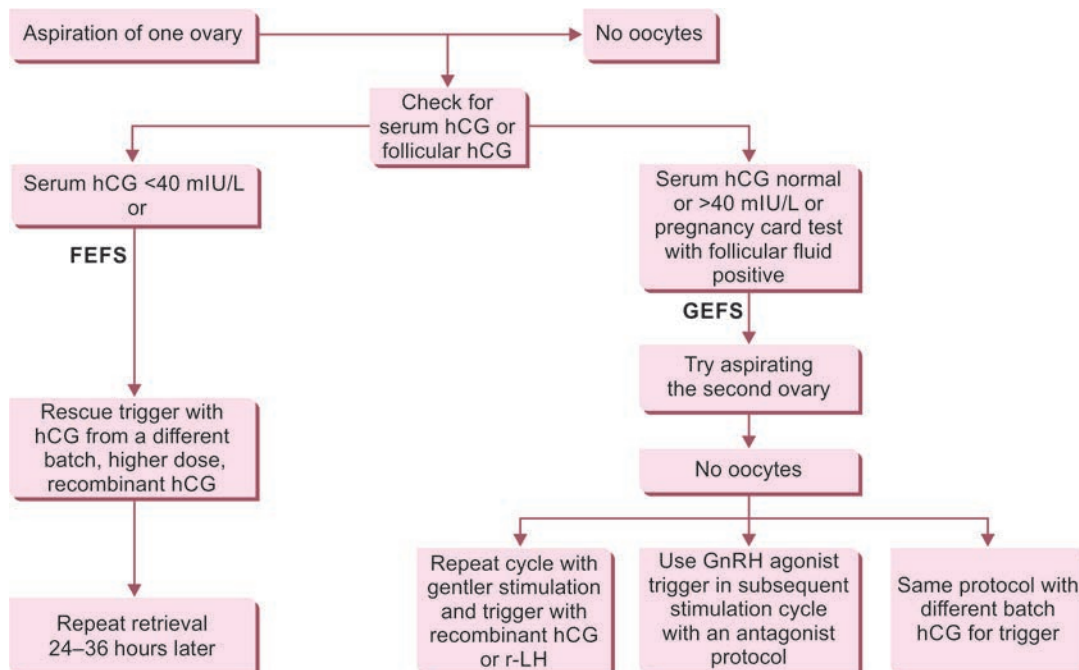 Aspiration of one ovary
No oocytes
Check for
serum hCG or
follicular hCG
Serum hCG <40 mIU/L
or
Serum hCG normal
or >40 mIU/L or
pregnancy card test
with follicular fluid
positive
FEFS
GEFS
Try aspirating
the second ovary
Rescue trigger with
hCG from a different
batch, higher dose,
recombinant hCG
No oocytes
Repeat retrieval
24–36 hours later
Repeat cycle with
gentler stimulation
and trigger with
recombinant hCG
or r-LH
Use GnRH agonist
trigger in subsequent
stimulation cycle
with an antagonist
protocol
Same protocol with
different batch
hCG for trigger